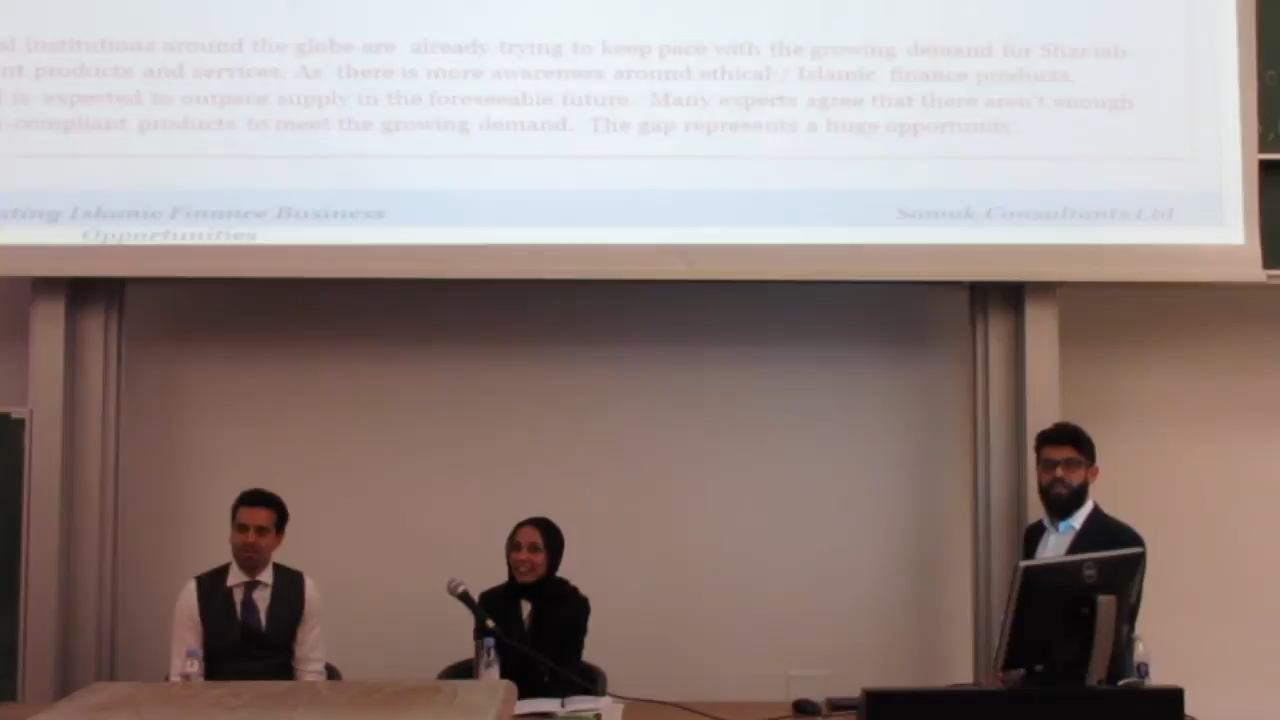 al institutions around the globe are already trying to keep pace with the growing demand for Shariah
nt products and services. As there is more awareness around ethical / Islamic finance products,
is expected to outpace supply in the foreseeable future. Many experts agree that there aren't enough
-compliant products to meet the growing demand. The gap represents a huge opportunity.
ating Islamic Finance Business
Opportunities
Samak Consultants Ltd